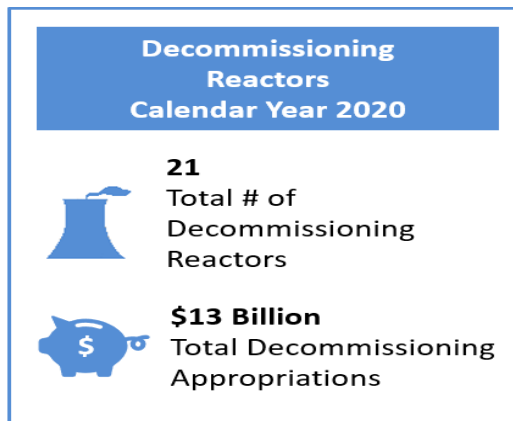 Decommissioning
Reactors
Calendar Year 2020
21
Total # of
Decommissioning
Reactors
$13 Billion
Total Decommissioning
Appropriations
$